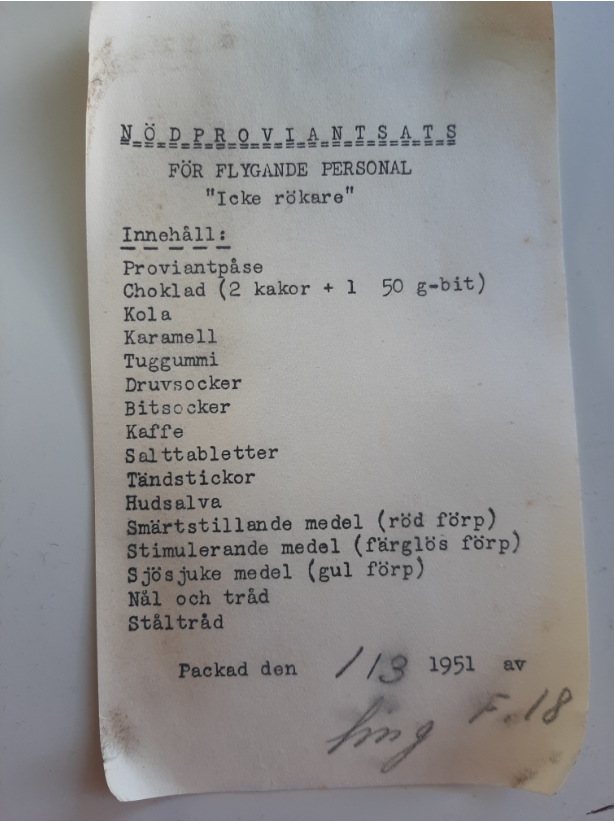 NÖDPROVIANTSATS
FÖR FLYGANDE PERSONAL
"Icke rökare"
Innehåll:
Proviantpåse
Choklad (2 kakor + 1 50 g-bit)
Kola
Karamell
Tuggummi
Druvsocker
Bitsocker
Kaffe
Salttabletter
Tändstickor
Hudsalva
Smärtstillande medel (röd förp)
Stimulerande medel (färglös förp)
Sjösjuke medel (gul förp)
Nål och tråd
Ståltråd
Packad den 1/3 1951 av
F.18